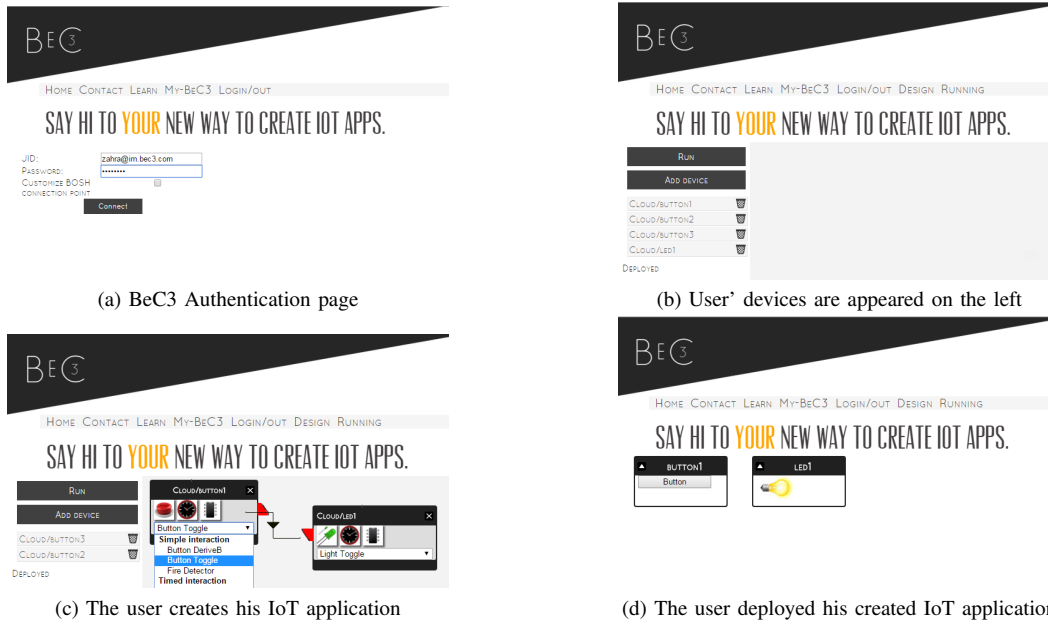 BeC3
Home Contact Learn My-BeC3 Login/out
SAY HI TO YOUR NEW WAY TO CREATE IOT APPS.
JID:
zahra@im.bec3.com
Password:
••••••••
Customize BOSH
connection point
Connect
(a) BeC3 Authentication page
BeC3
Home Contact Learn My-BeC3 Login/out Design Running
SAY HI TO YOUR NEW WAY TO CREATE IOT APPS.
Run
Add device
Cloud/button1
Cloud/button2
Cloud/button3
Cloud/led1
Deployed
(b) User' devices are appeared on the left
BeC3
Home Contact Learn My-BeC3 Login/out Design Running
SAY HI TO YOUR NEW WAY TO CREATE IOT APPS.
Run
Add device
Cloud/button3
Cloud/button2
Deployed
Cloud/button1
Button Toggle
Simple interaction
Button DeriveB
Button Toggle
Fire Detector
Timed interaction
Cloud/led1
Light Toggle
(c) The user creates his IoT application
BeC3
Home Contact Learn My-BeC3 Login/out Design Running
SAY HI TO YOUR NEW WAY TO CREATE IOT APPS.
button1
Button
led1
(d) The user deployed his created IoT application